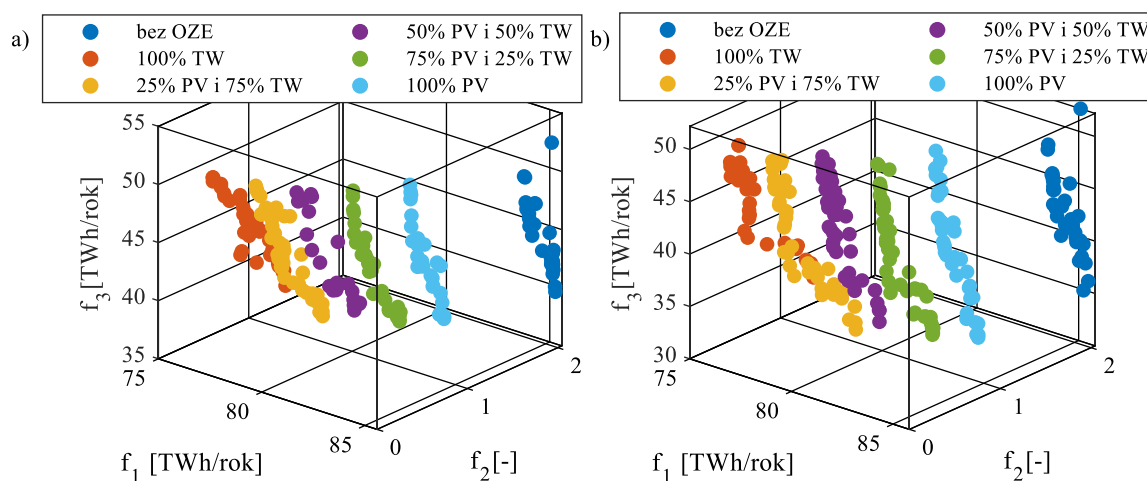 a)
bez OZE
50% PV i 50% TW
100% TW
75% PV i 25% TW
25% PV i 75% TW
100% PV
55
50
45
40
35
f3[TWh/rok]
75
80
85
f1 [TWh/rok]
0
1
2
f2[-]
b)
bez OZE
50% PV i 50% TW
100% TW
75% PV i 25% TW
25% PV i 75% TW
100% PV
50
45
40
35
30
f3[TWh/rok]
75
80
85
f1 [TWh/rok]
0
1
2
f2[-]